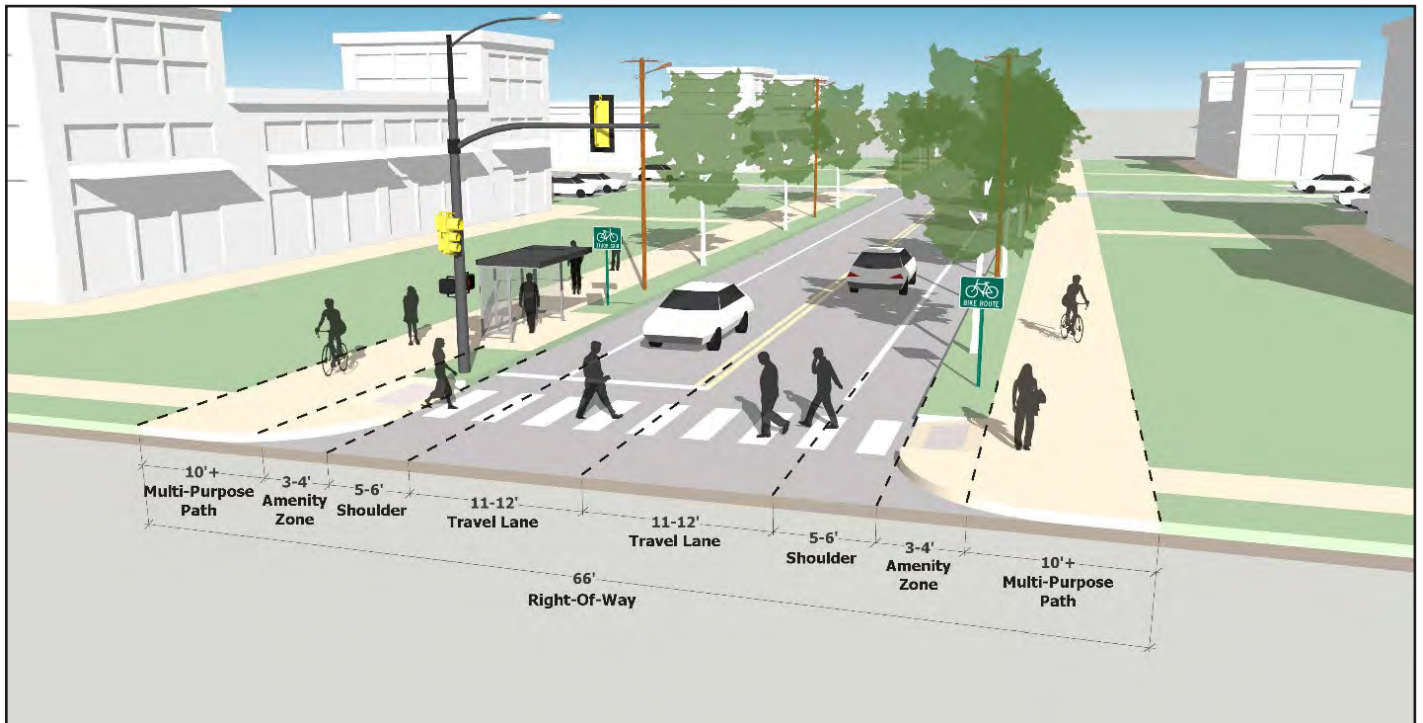 BIKE ROUTE
10'+
Multi-Purpose
Path
3-4'
Amenity
Zone
5-6'
Shoulder
11-12'
Travel Lane
11-12'
Travel Lane
5-6'
Shoulder
3-4'
Amenity
Zone
10'+
Multi-Purpose
Path
66'
Right-Of-Way